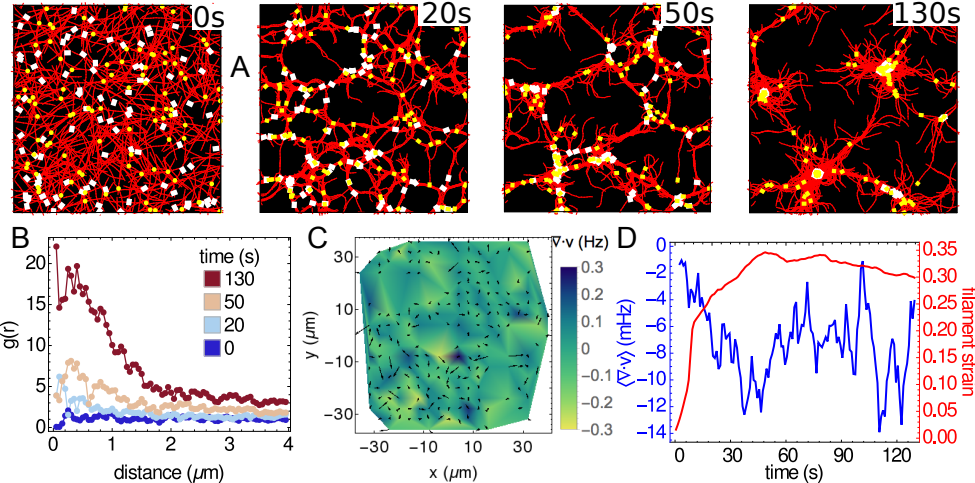 0s
A
20s
50s
130s
B
time (s)
130
50
20
0
g(r)
20
15
10
5
0
0
1
2
3
4
distance (μm)
C
∇·v (Hz)
0.3
0.2
0.1
0
−0.1
−0.2
−0.3
y [μm]
30
10
−10
−30
−30
−10
10
30
x [μm]
D
⟨∇·v⟩ (mHz)
0
−2
−4
−6
−8
−10
−12
−14
0
30
60
90
120
time (s)
0.35
0.30
0.25
0.20
0.15
0.10
0.05
0.00
filament strain